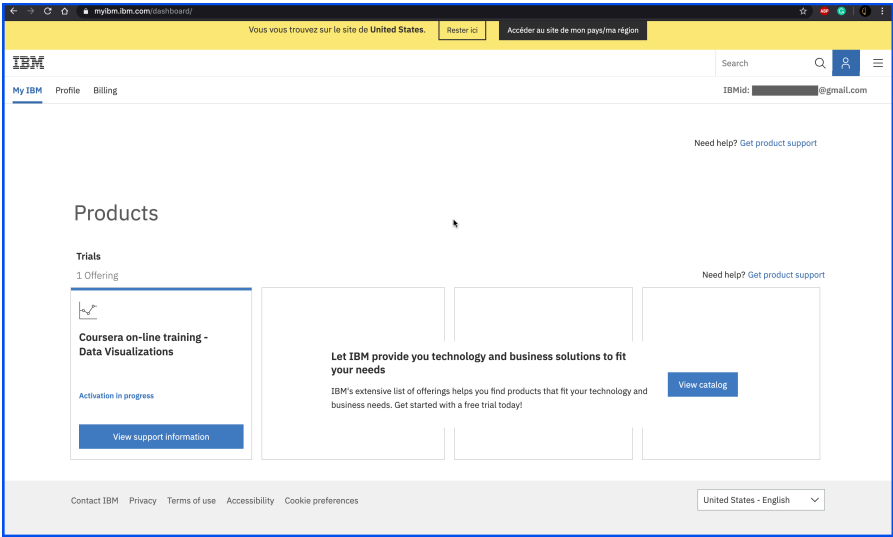 myibm.ibm.com/dashboard/
ABP
Vous vous trouvez sur le site de United States. Rester ici Accéder au site de mon pays/ma région
IBM
Search
My IBM Profile Billing
IBMid: @gmail.com
Need help? Get product support
Products
Trials
1 Offering
Need help? Get product support
Coursera on-line training -
Data Visualizations
Activation in progress
View support information
Let IBM provide you technology and business solutions to fit
your needs
IBM's extensive list of offerings helps you find products that fit your technology and
business needs. Get started with a free trial today!
View catalog
Contact IBM Privacy Terms of use Accessibility Cookie preferences
United States - English